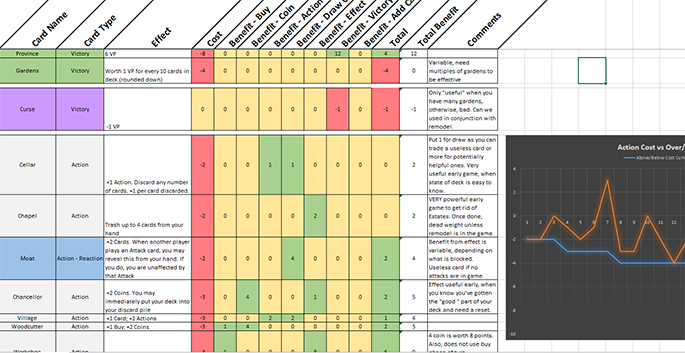 Card Name Card Type Effect Cost Benefit - Buy Benefit - Coin Benefit - Action Benefit - Draw Benefit - Effect Benefit - Victory Benefit - Add Total Total Benefit Comments
Province Victory 6 VP -8 0 0 0 0 0 12 0 4 12
Variable, need
Gardens Victory Worth 1 VP for every 10 cards in -4 0 0 0 0 0 0 0 -4 0 multiples of gardens to
deck (rounded down) be effective
Only "useful" when you
have many gardens,
Curse Victory 0 0 0 0 0 0 -1 0 -1 -1 otherwise, bad. Can we
used in conjunction with
-1 VP remodel.
Put 1 for draw as you can
trade a useless card or
more for potentially
Cellar Action -2 0 0 1 1 0 0 0 0 2 helpful ones. Very
useful early game, when
+1 Action. Discard any number state of deck is easy to
of cards. +1 per card discarded. know.
VERY powerful early
game to get rid of
Chapel Action -2 0 0 0 0 2 0 0 0 2 Estates. Once done,
Trash up to 4 cards from your dead weight unless
hand remodel is in the game.
+2 Cards. When another player Benefit from effect is
plays an Attack card, you may variable, depending on
Moat Action - Reaction reveal this from your hand. If -2 0 0 0 4 0 0 0 2 4 what is blocked.
you do, you are unaffected by Useless card if no
that Attack attacks are in game.
Effect useful early, when
+2 Coins. You may you know you've gotten
Chancellor Action immediately put your deck into -3 0 4 0 0 1 0 0 2 5 the "good " part of your
your discard pile deck and need a reset.
Village Action +1 Card; +2 Actions -3 0 0 2 2 0 0 0 1 4
Woodcutter Action +1 Buy; +2 Coins -3 1 4 0 0 0 0 0 2 5
4 coin is worth 8 points.
Also, does not use buy
Action Cost vs Over/
Above/Below Cost Curve
4
2
0
1 2 3 4 5 6 7 8 9 10 11 12 13
-2
-4
-6
-8
-10